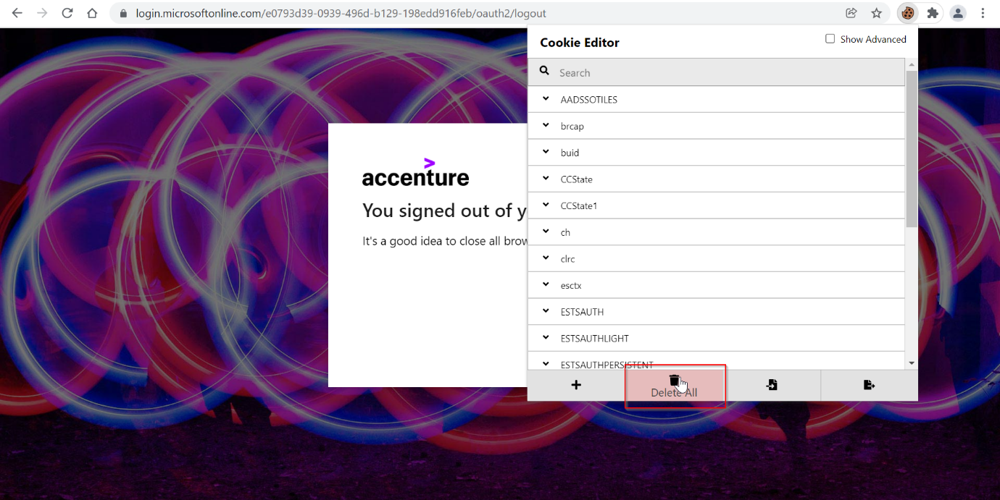 login.microsoftonline.com/e0793d39-0939-496d-b129-198edd916feb/oauth2/logout
Cookie Editor
Show Advanced
Search
AADSSOTILES
brcap
buid
CCState
CCState1
ch
clrc
esctx
ESTSAUTH
ESTSAUTHLIGHT
ESTSAUTHPERSISTENT
Delete All
accenture
You signed out of y
It's a good idea to close all brow